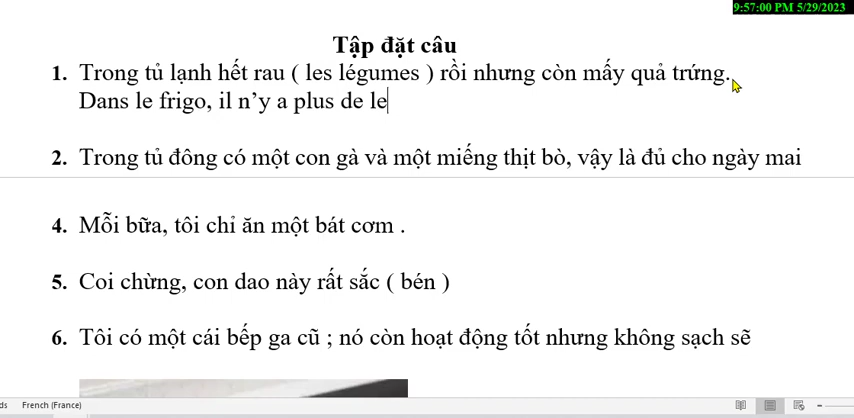 9:57:00 PM 5/29/2023
Tập đặt câu
1. Trong tủ lạnh hết rau ( les légumes ) rồi nhưng còn mấy quả trứng.
Dans le frigo, il n’y a plus de le
2. Trong tủ đông có một con gà và một miếng thịt bò, vậy là đủ cho ngày mai
4. Mỗi bữa, tôi chỉ ăn một bát cơm .
5. Coi chừng, con dao này rất sắc ( bén )
6. Tôi có một cái bếp ga cũ ; nó còn hoạt động tốt nhưng không sạch sẽ
ds French (France)